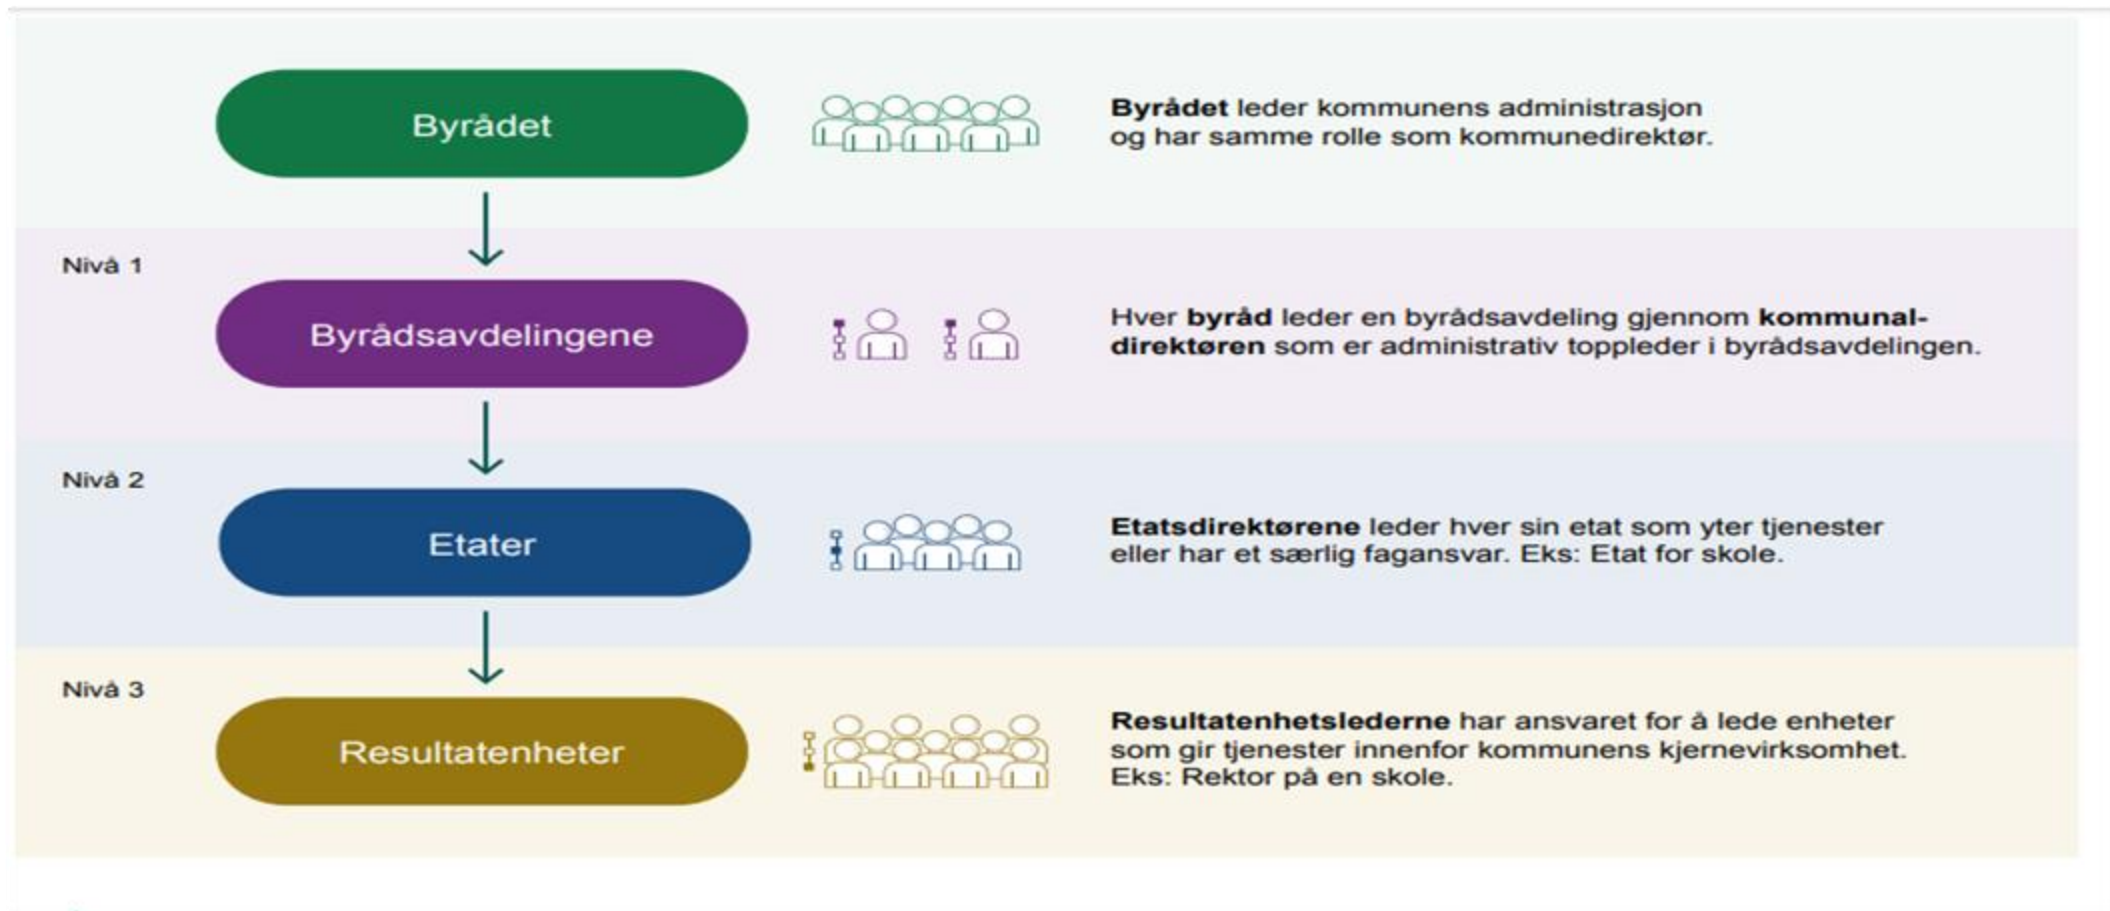 Byrådet
Byrådet leder kommunens administrasjon
og har samme rolle som kommunedirektør.
Nivå 1
Byrådsavdelingene
Hver byråd leder en byrådsavdeling gjennom kommunal-
direktøren som er administrativ toppleder i byrådsavdelingen.
Nivå 2
Etater
Etatsdirektørene leder hver sin etat som yter tjenester
eller har et særlig fagansvar. Eks: Etat for skole.
Nivå 3
Resultatenheter
Resultatenhetslederne har ansvaret for å lede enheter
som gir tjenester innenfor kommunens kjernevirksomhet.
Eks: Rektor på en skole.